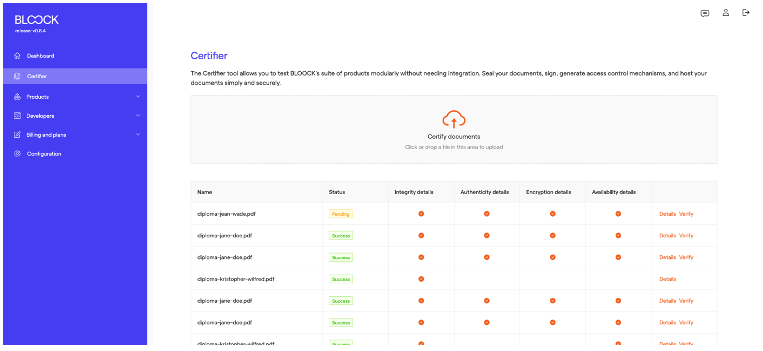 BLOOCK
release-v0.6.4
Dashboard
Certifier
Products
Developers
Billing and plans
Configuration
Certifier
The Certifier tool allows you to test BLOOCK's suite of products modularly without needing integration. Seal your documents, sign, generate access control mechanisms, and host your
documents simply and securely.
Certify documents
Click or drop a file in this area to upload
Name Status Integrity details Authenticity details Encryption details Availability details
diploma-jean-wade.pdf Pending Details Verify
diploma-jane-doe.pdf Success Details Verify
diploma-jane-doe.pdf Success Details Verify
diploma-kristopher-wilfred.pdf Success Details
diploma-jane-doe.pdf Success Details Verify
diploma-jane-doe.pdf Success Details Verify
diploma-kristopher-wilfred.pdf Success Details